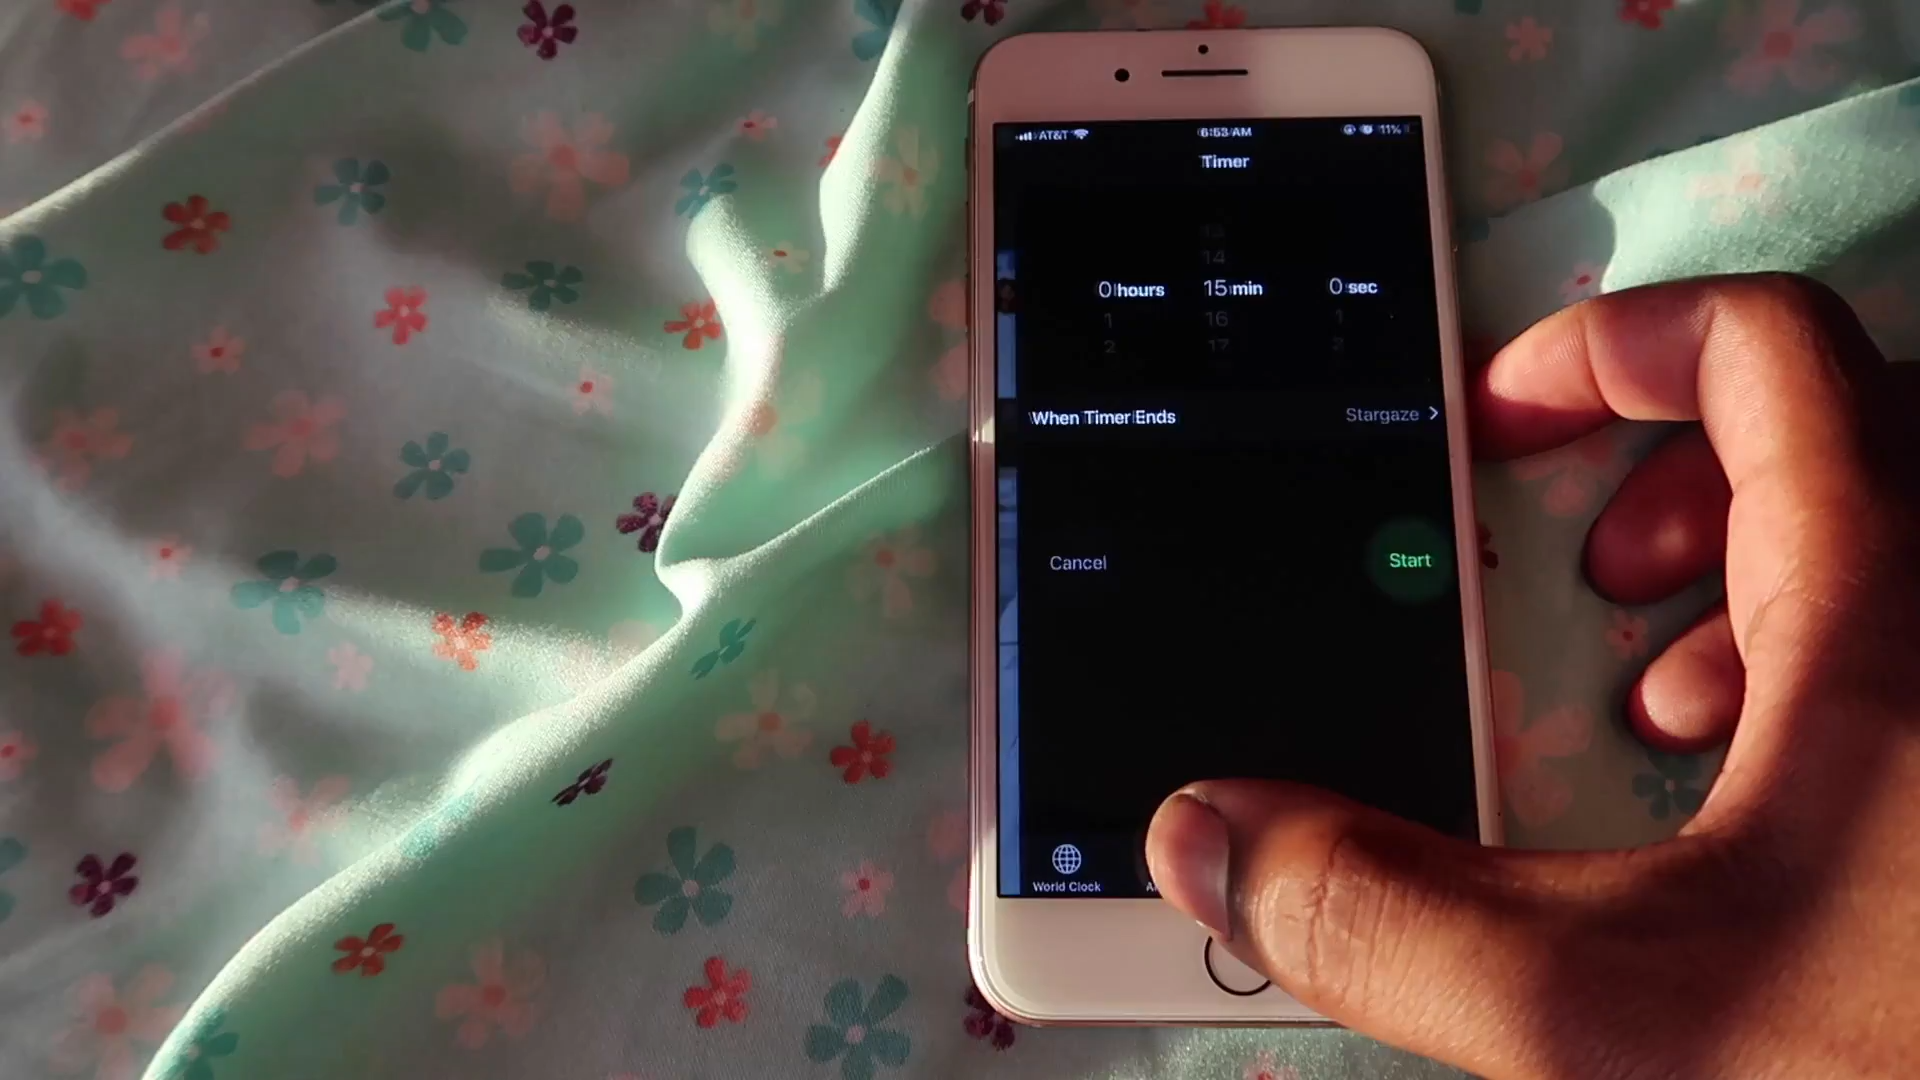 AT&T 6:53 AM 11%
Timer
13
14
0 hours 15 min 0 sec
1 16 1
2 17 2
When Timer Ends Stargaze
Cancel Start
World Clock